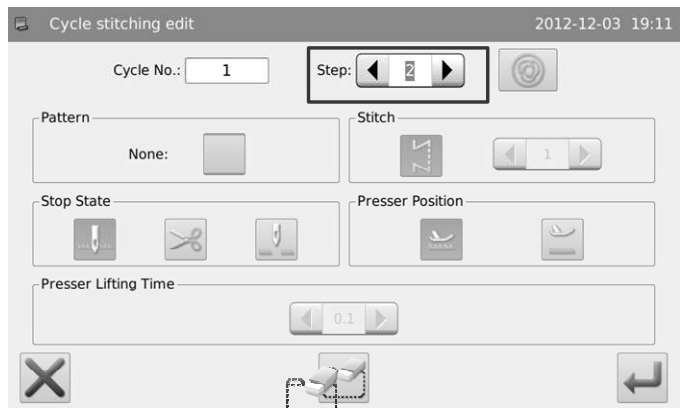 Cycle stitching edit 2012-12-03 19:11
Cycle No.: 1 Step: 2
Pattern Stitch
None: 1
Stop State Presser Position
Presser Lifting Time
0.1